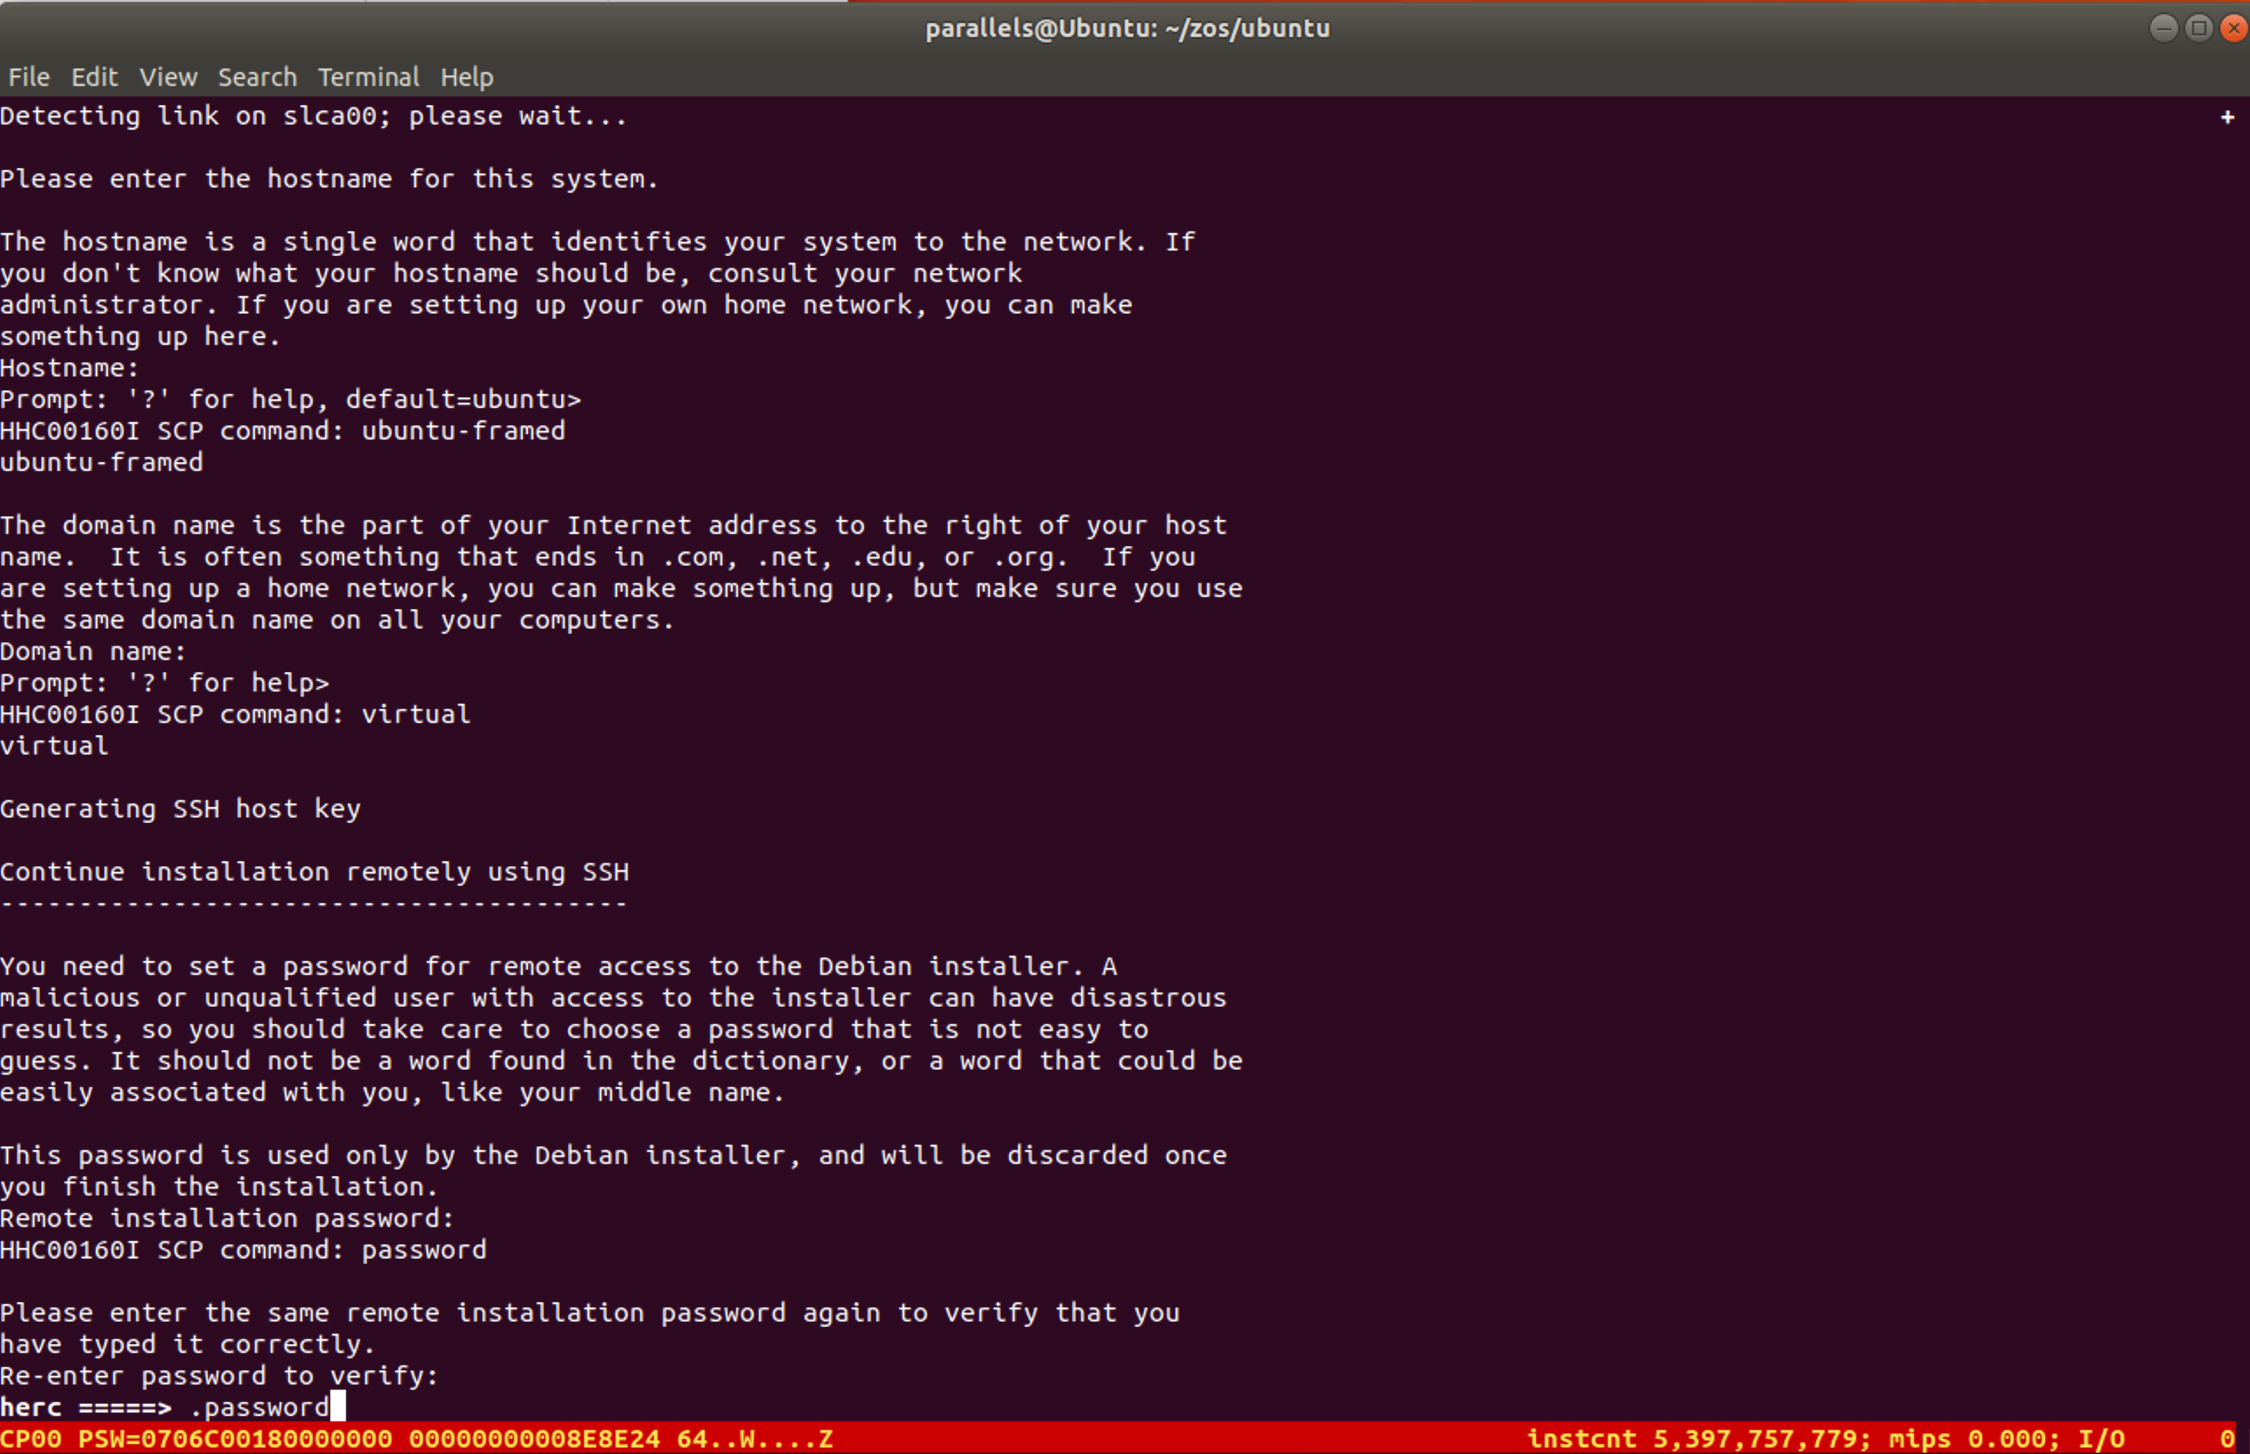 parallels@Ubuntu: ~/zos/ubuntu
File Edit View Search Terminal Help
Detecting link on slca00; please wait... +
Please enter the hostname for this system.
The hostname is a single word that identifies your system to the network. If
you don't know what your hostname should be, consult your network
administrator. If you are setting up your own home network, you can make
something up here.
Hostname:
Prompt: '?' for help, default=ubuntu>
HHC00160I SCP command: ubuntu-framed
ubuntu-framed
The domain name is the part of your Internet address to the right of your host
name.  It is often something that ends in .com, .net, .edu, or .org.  If you
are setting up a home network, you can make something up, but make sure you use
the same domain name on all your computers.
Domain name:
Prompt: '?' for help>
HHC00160I SCP command: virtual
virtual
Generating SSH host key
Continue installation remotely using SSH
----------------------------------------
You need to set a password for remote access to the Debian installer. A
malicious or unqualified user with access to the installer can have disastrous
results, so you should take care to choose a password that is not easy to
guess. It should not be a word found in the dictionary, or a word that could be
easily associated with you, like your middle name.
This password is used only by the Debian installer, and will be discarded once
you finish the installation.
Remote installation password:
HHC00160I SCP command: password
Please enter the same remote installation password again to verify that you
have typed it correctly.
Re-enter password to verify:
herc =====> .password
CP00 PSW=0706C00180000000 00000000008E8E24 64..W....Z instcnt 5,397,757,779; mips 0.000; I/O 0